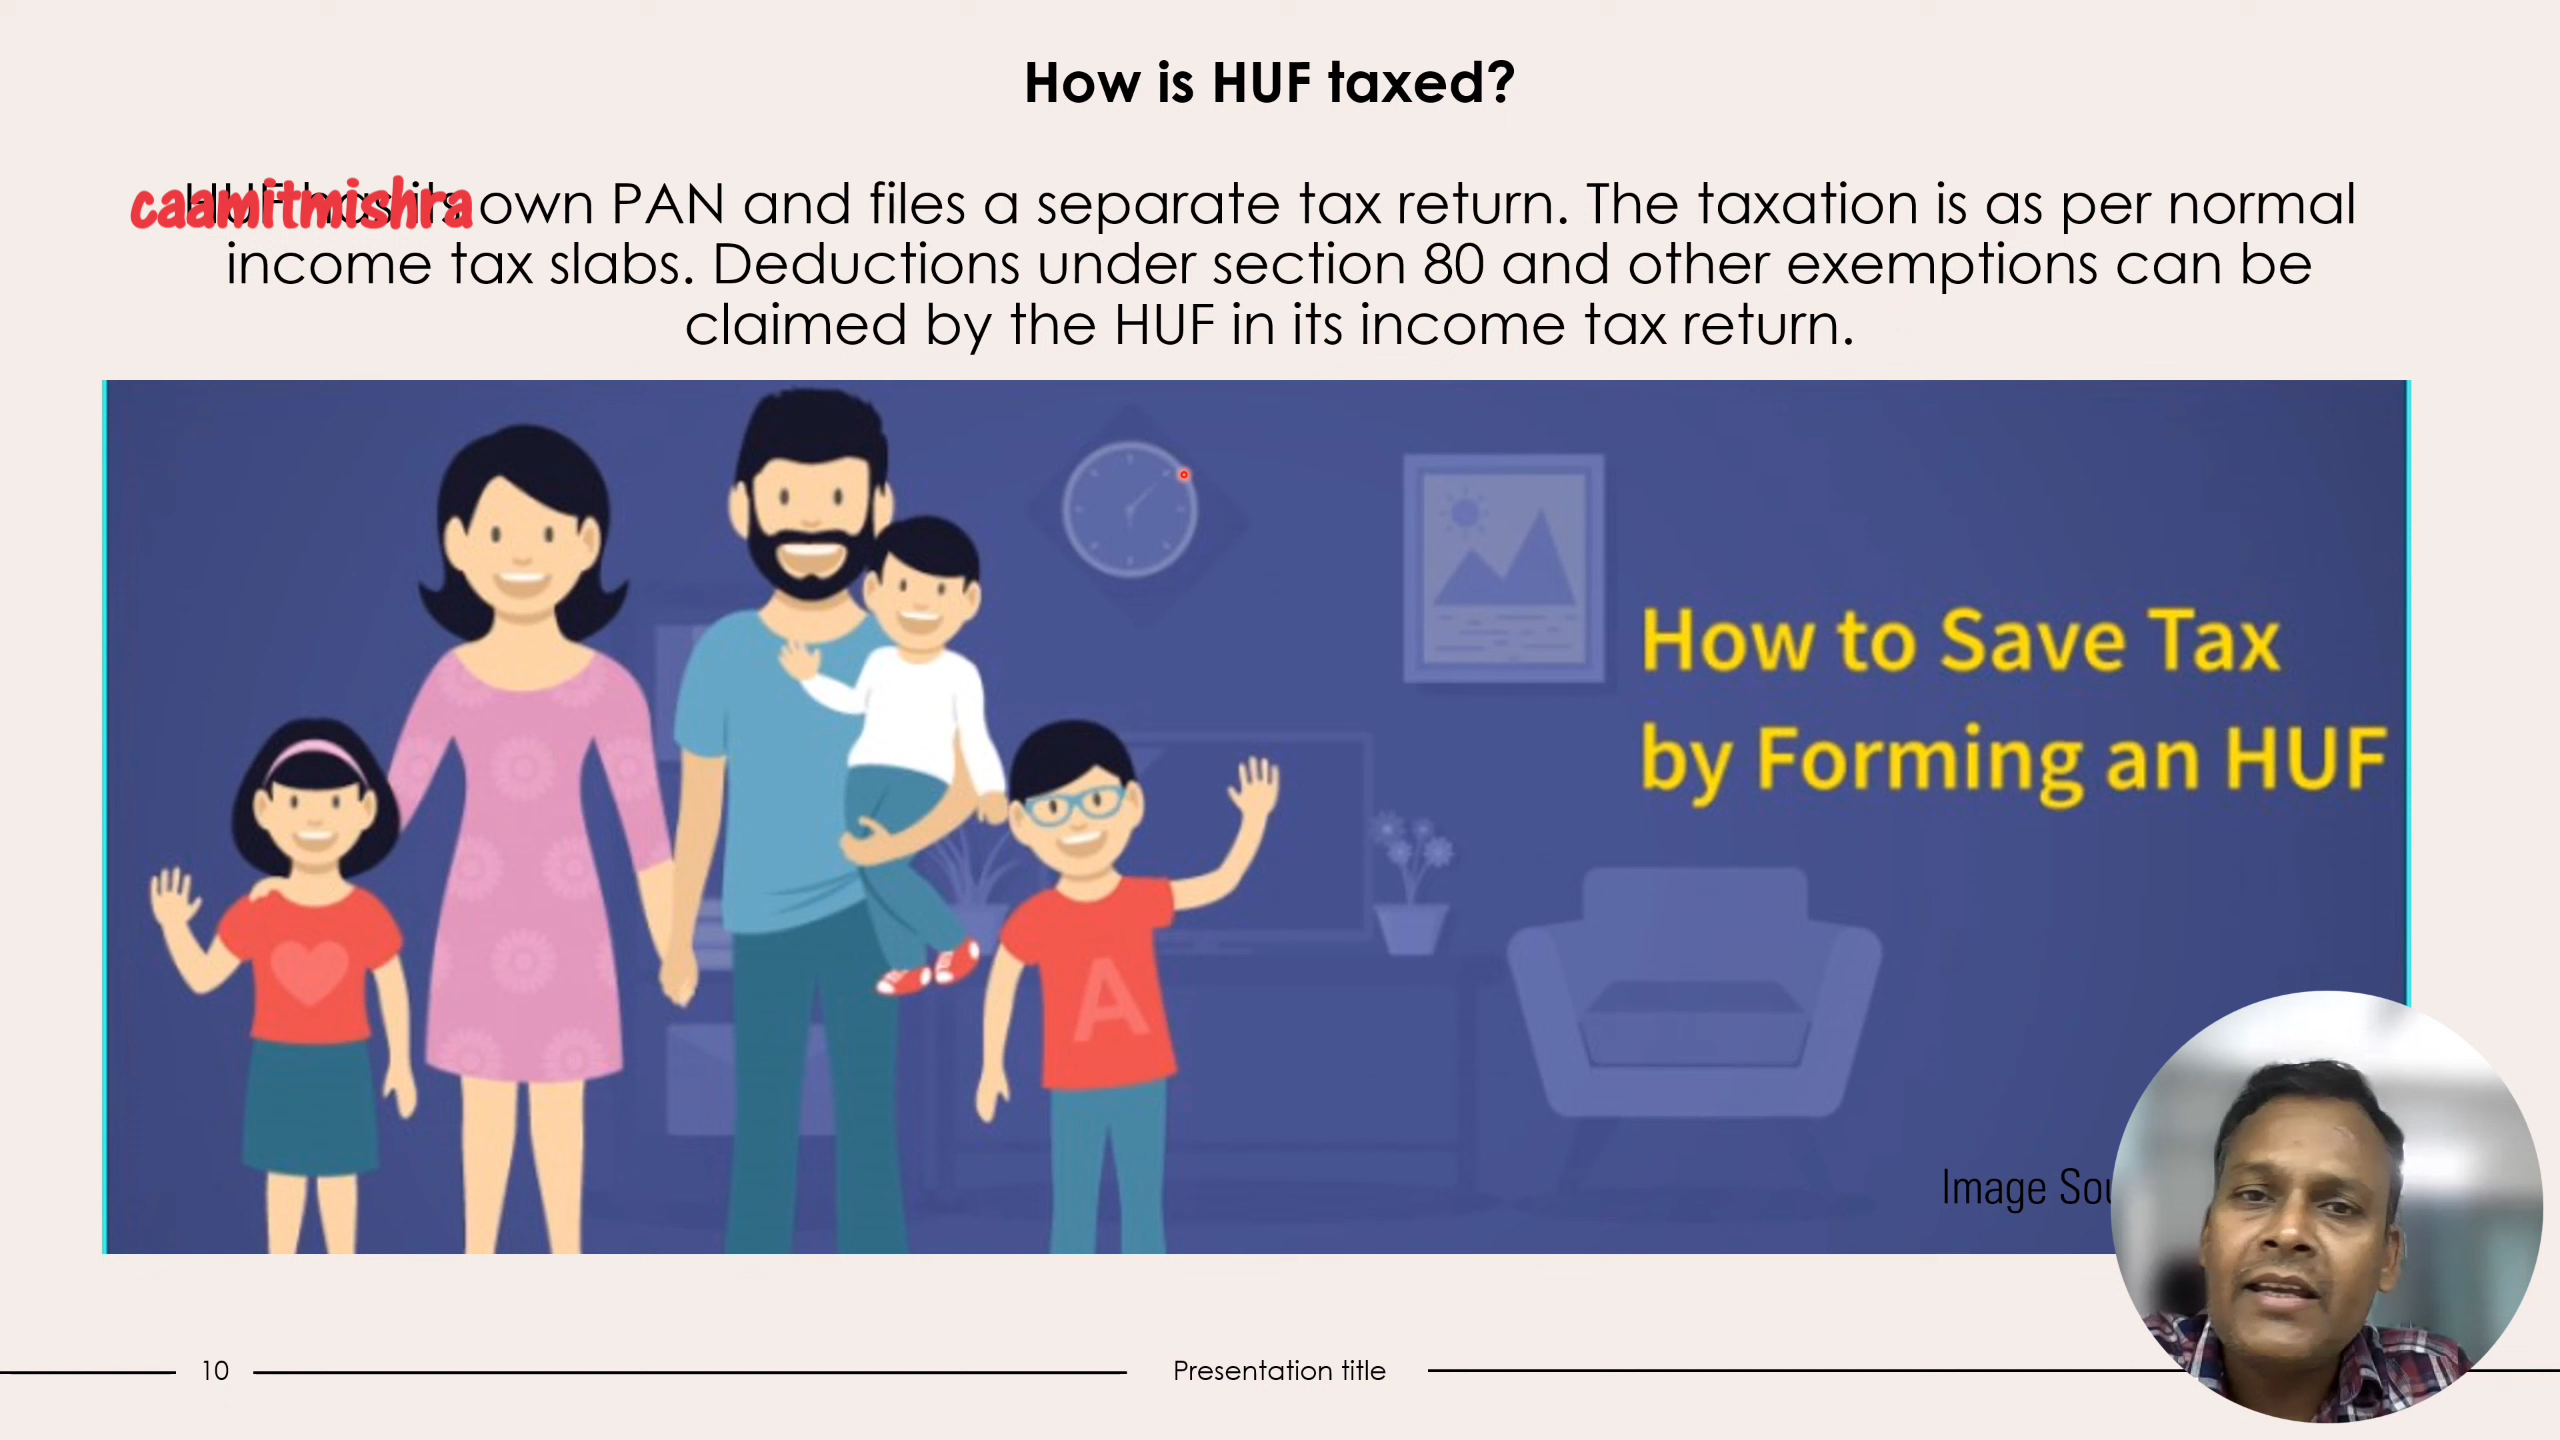 How is HUF taxed?
caamitmishra
own PAN and files a separate tax return. The taxation is as per normal
income tax slabs. Deductions under section 80 and other exemptions can be
claimed by the HUF in its income tax return.
How to Save Tax
by Forming an HUF
A
Image
10
Presentation title